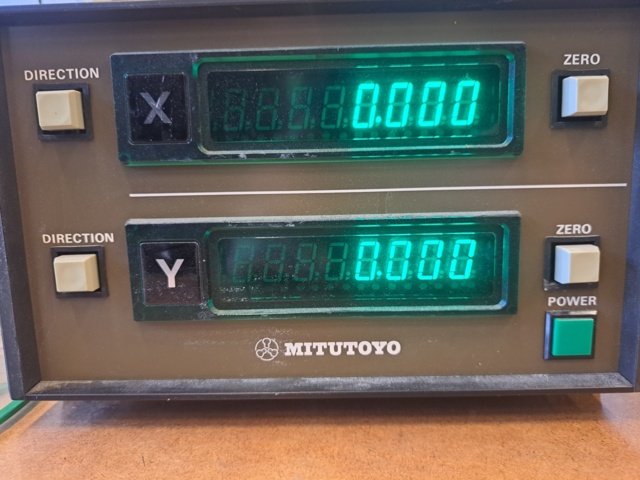 DIRECTION
X
0.000
ZERO
DIRECTION
Y
0.000
ZERO
POWER
MITUTOYO